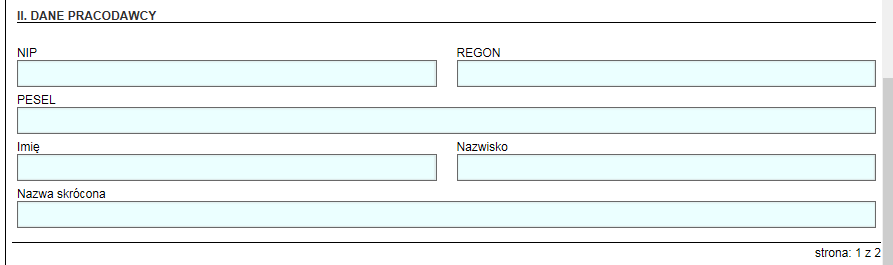 II. DANE PRACODAWCY
NIP REGON
PESEL
Imię Nazwisko
Nazwa skrócona
strona: 1 z 2